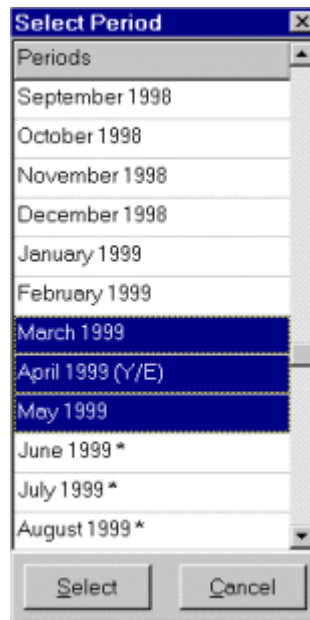 Select Period
Periods
September 1998
October 1998
November 1998
December 1998
January 1999
February 1999
March 1999
April 1999 (Y/E)
May 1999
June 1999 *
July 1999 *
August 1999 *
Select Cancel